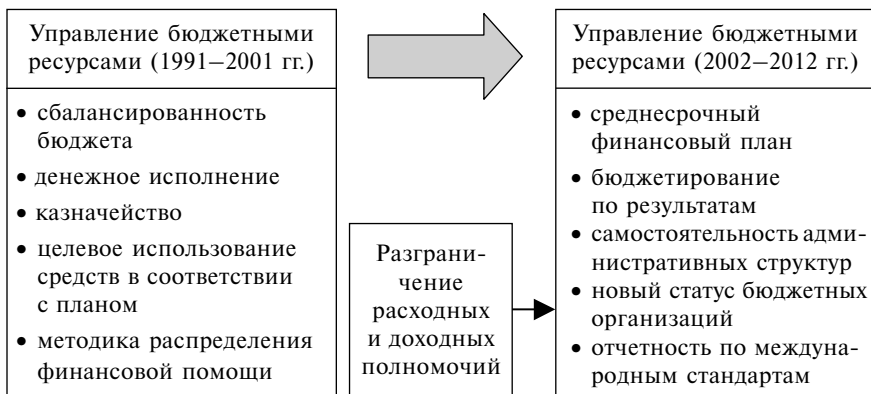 Управление бюджетными
ресурсами (1991–2001 гг.)
• сбалансированность
бюджета
• денежное исполнение
• казначейство
• целевое использование
средств в соответствии
с планом
• методика распределения
финансовой помощи
Разграни-
чение
расходных
и доходных
полномочий
Управление бюджетными
ресурсами (2002–2012 гг.)
• среднесрочный
финансовый план
• бюджетирование
по результатам
• самостоятельность адми-
нистративных структур
• новый статус бюджетных
организаций
• отчетность по междуна-
родным стандартам